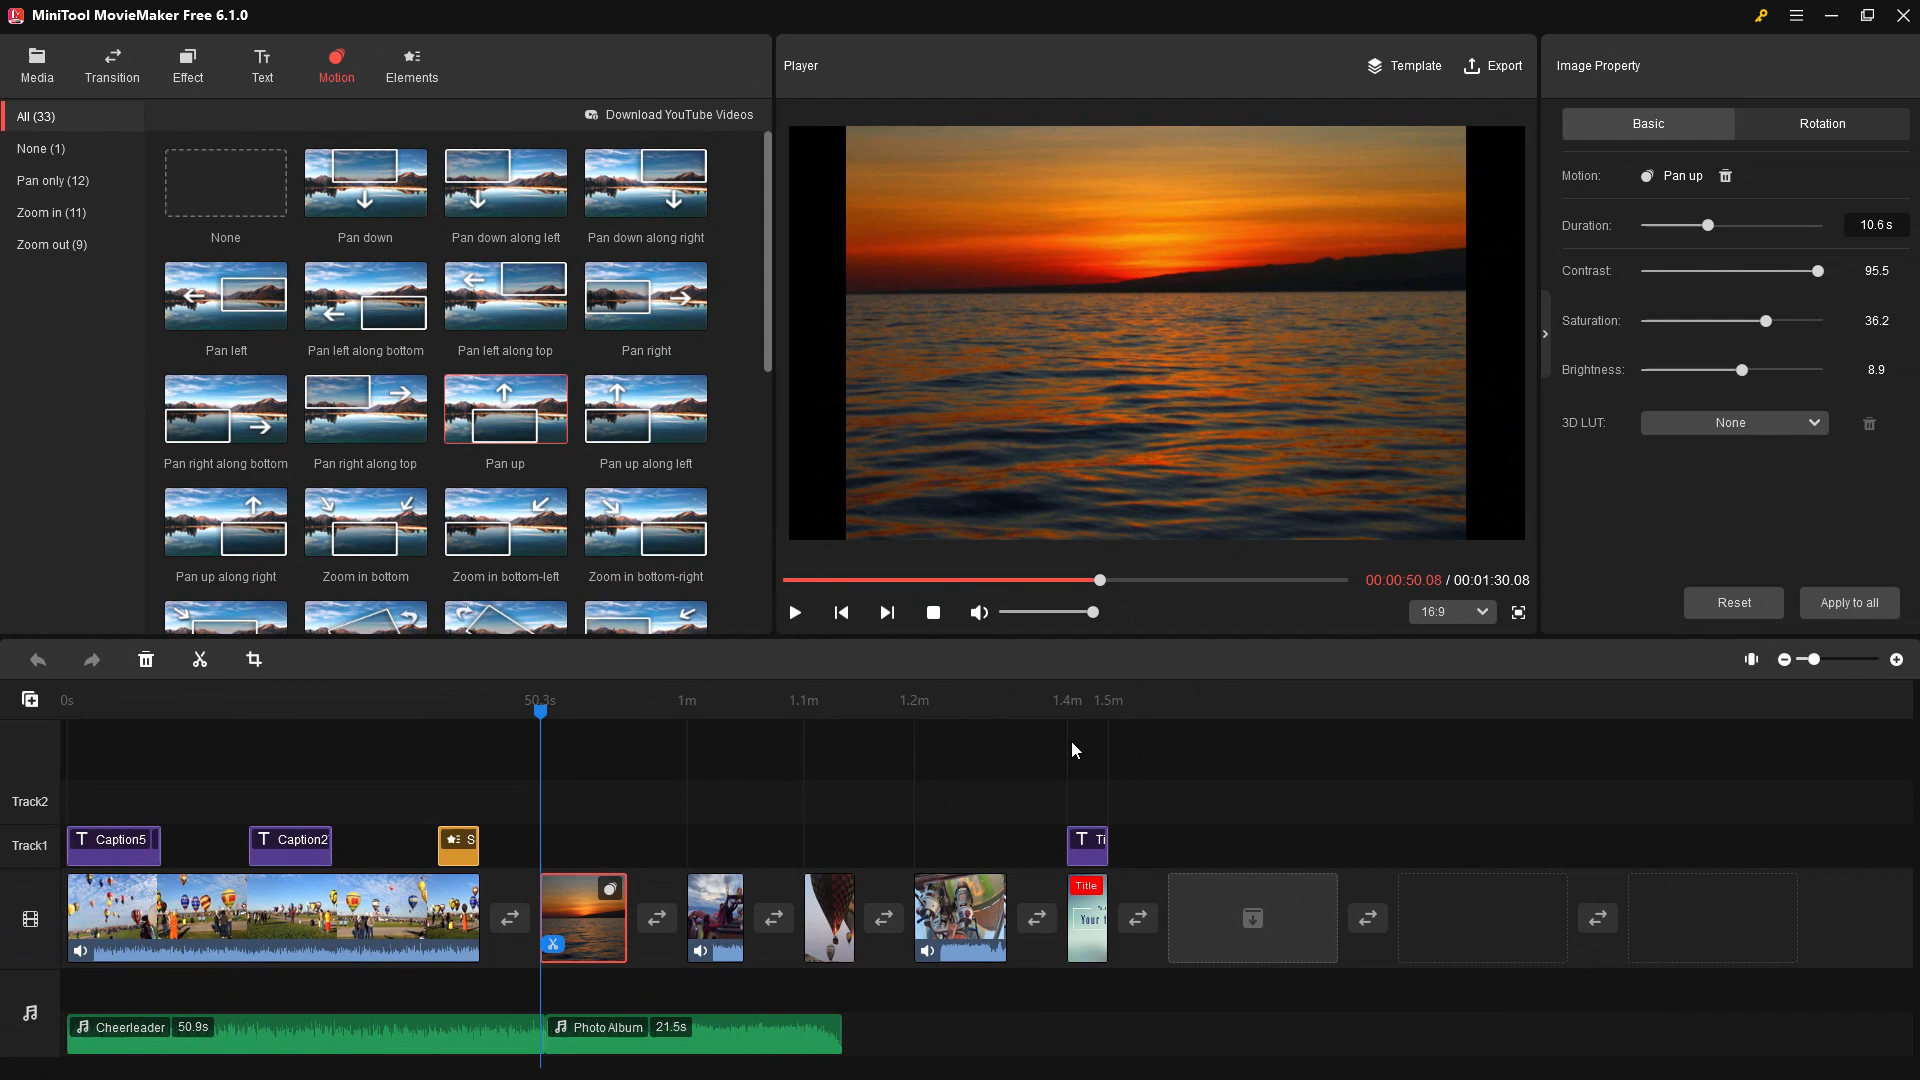 MiniTool MovieMaker Free 6.1.0
Media
Transition
Effect
Text
Motion
Elements
Player
Template
Export
Image Property
All (33)
None (1)
Pan only (12)
Zoom in (11)
Zoom out (9)
Download YouTube Videos
None
Pan down
Pan down along left
Pan down along right
Pan left
Pan left along bottom
Pan left along top
Pan right
Pan right along bottom
Pan right along top
Pan up
Pan up along left
Pan up along right
Zoom in bottom
Zoom in bottom-left
Zoom in bottom-right
00:00:50.08 / 00:01:30.08
16:9
Basic
Rotation
Motion: Pan up
Duration: 10.6 s
Contrast: 95.5
Saturation: 36.2
Brightness: 8.9
3D LUT: None
Reset
Apply to all
0s
50.3s
1m
1.1m
1.2m
1.4m
1.5m
Track2
Track1
Caption5
Caption2
S
Ti
Title
Your t
Cheerleader 50.9s
Photo Album 21.5s